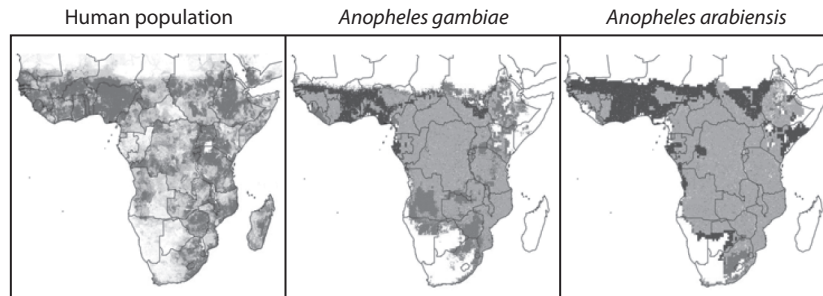 Human population
Anopheles gambiae
Anopheles arabiensis